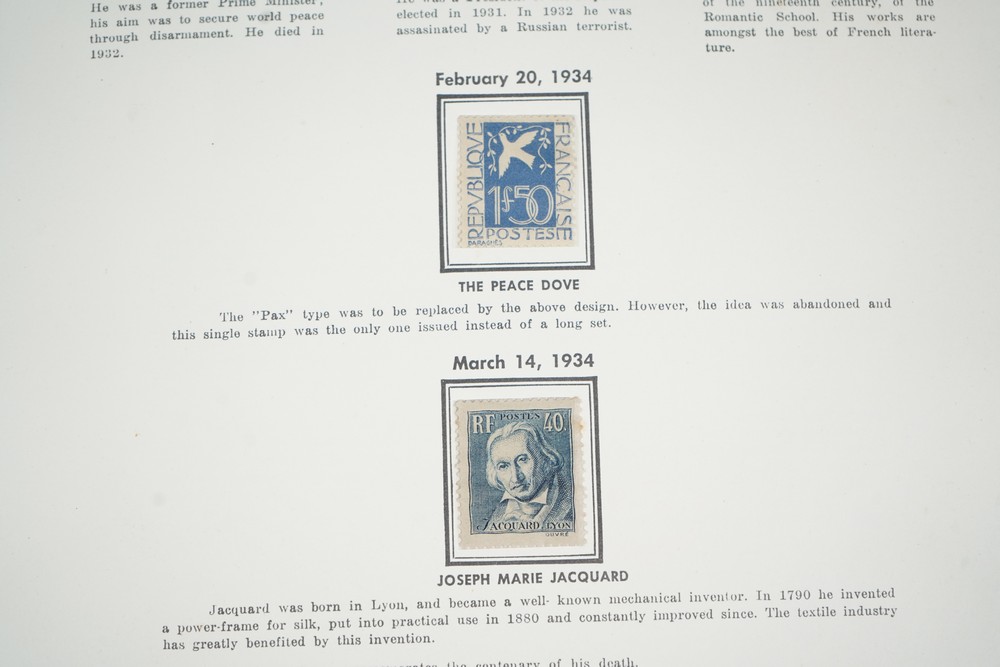 He was a former Prime Minister,
his aim was to secure world peace
through disarmament. He died in
1932.
elected in 1931. In 1932 he was
assasinated by a Russian terrorist.
of the nineteenth century, of the
Romantic School. His works are
amongst the best of French litera-
ture.
February 20, 1934
REPVBLIQVE
FRANÇAISE
1f50
POSTES
BARAGNÉS
THE PEACE DOVE
The "Pax" type was to be replaced by the above design. However, the idea was abandoned and
this single stamp was the only one issued instead of a long set.
March 14, 1934
RF POSTES 40c
JACQUARD LYON
OUVRÉ
JOSEPH MARIE JACQUARD
Jacquard was born in Lyon, and became a well- known mechanical inventor. In 1790 he invented
a power-frame for silk, put into practical use in 1880 and constantly improved since. The textile industry
has greatly benefited by this invention.
the centenary of his death.